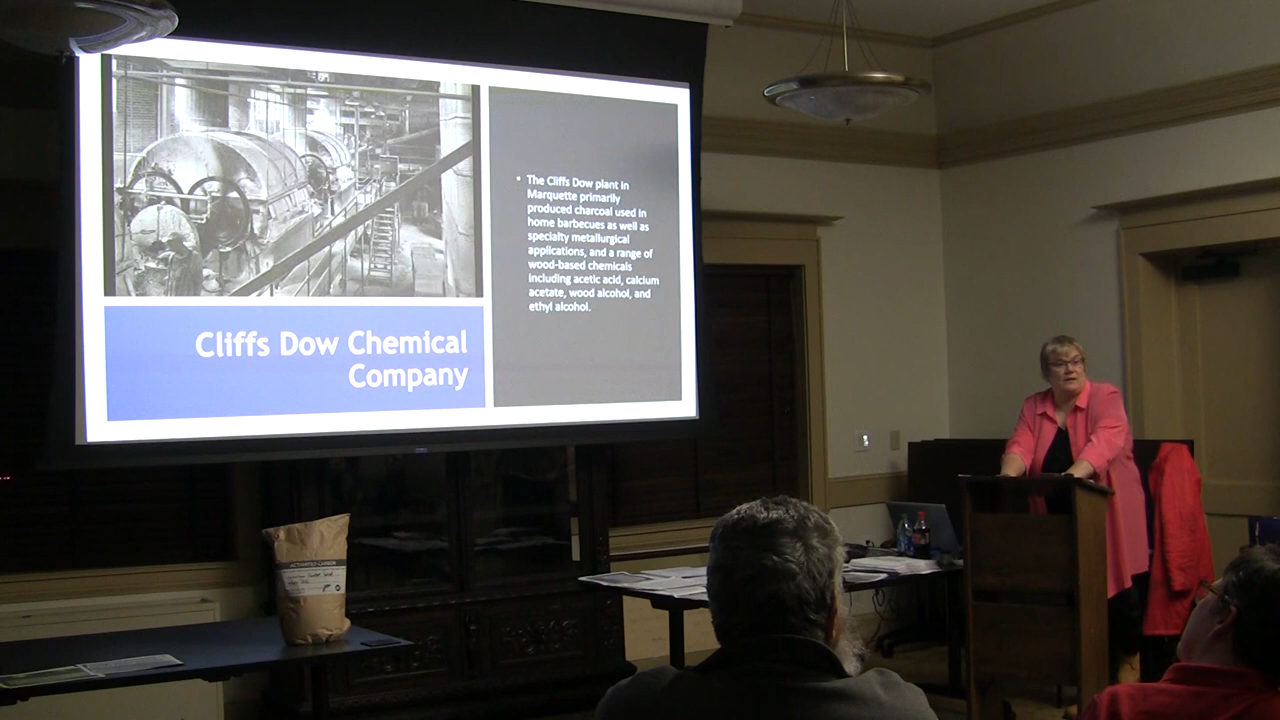 • The Cliffs Dow plant in
Marquette primarily
produced charcoal used in
home barbecues as well as
specialty metallurgical
applications, and a range of
wood-based chemicals
including acetic acid, calcium
acetate, wood alcohol, and
ethyl alcohol.
Cliffs Dow Chemical
Company
ACTIVATED CARBON